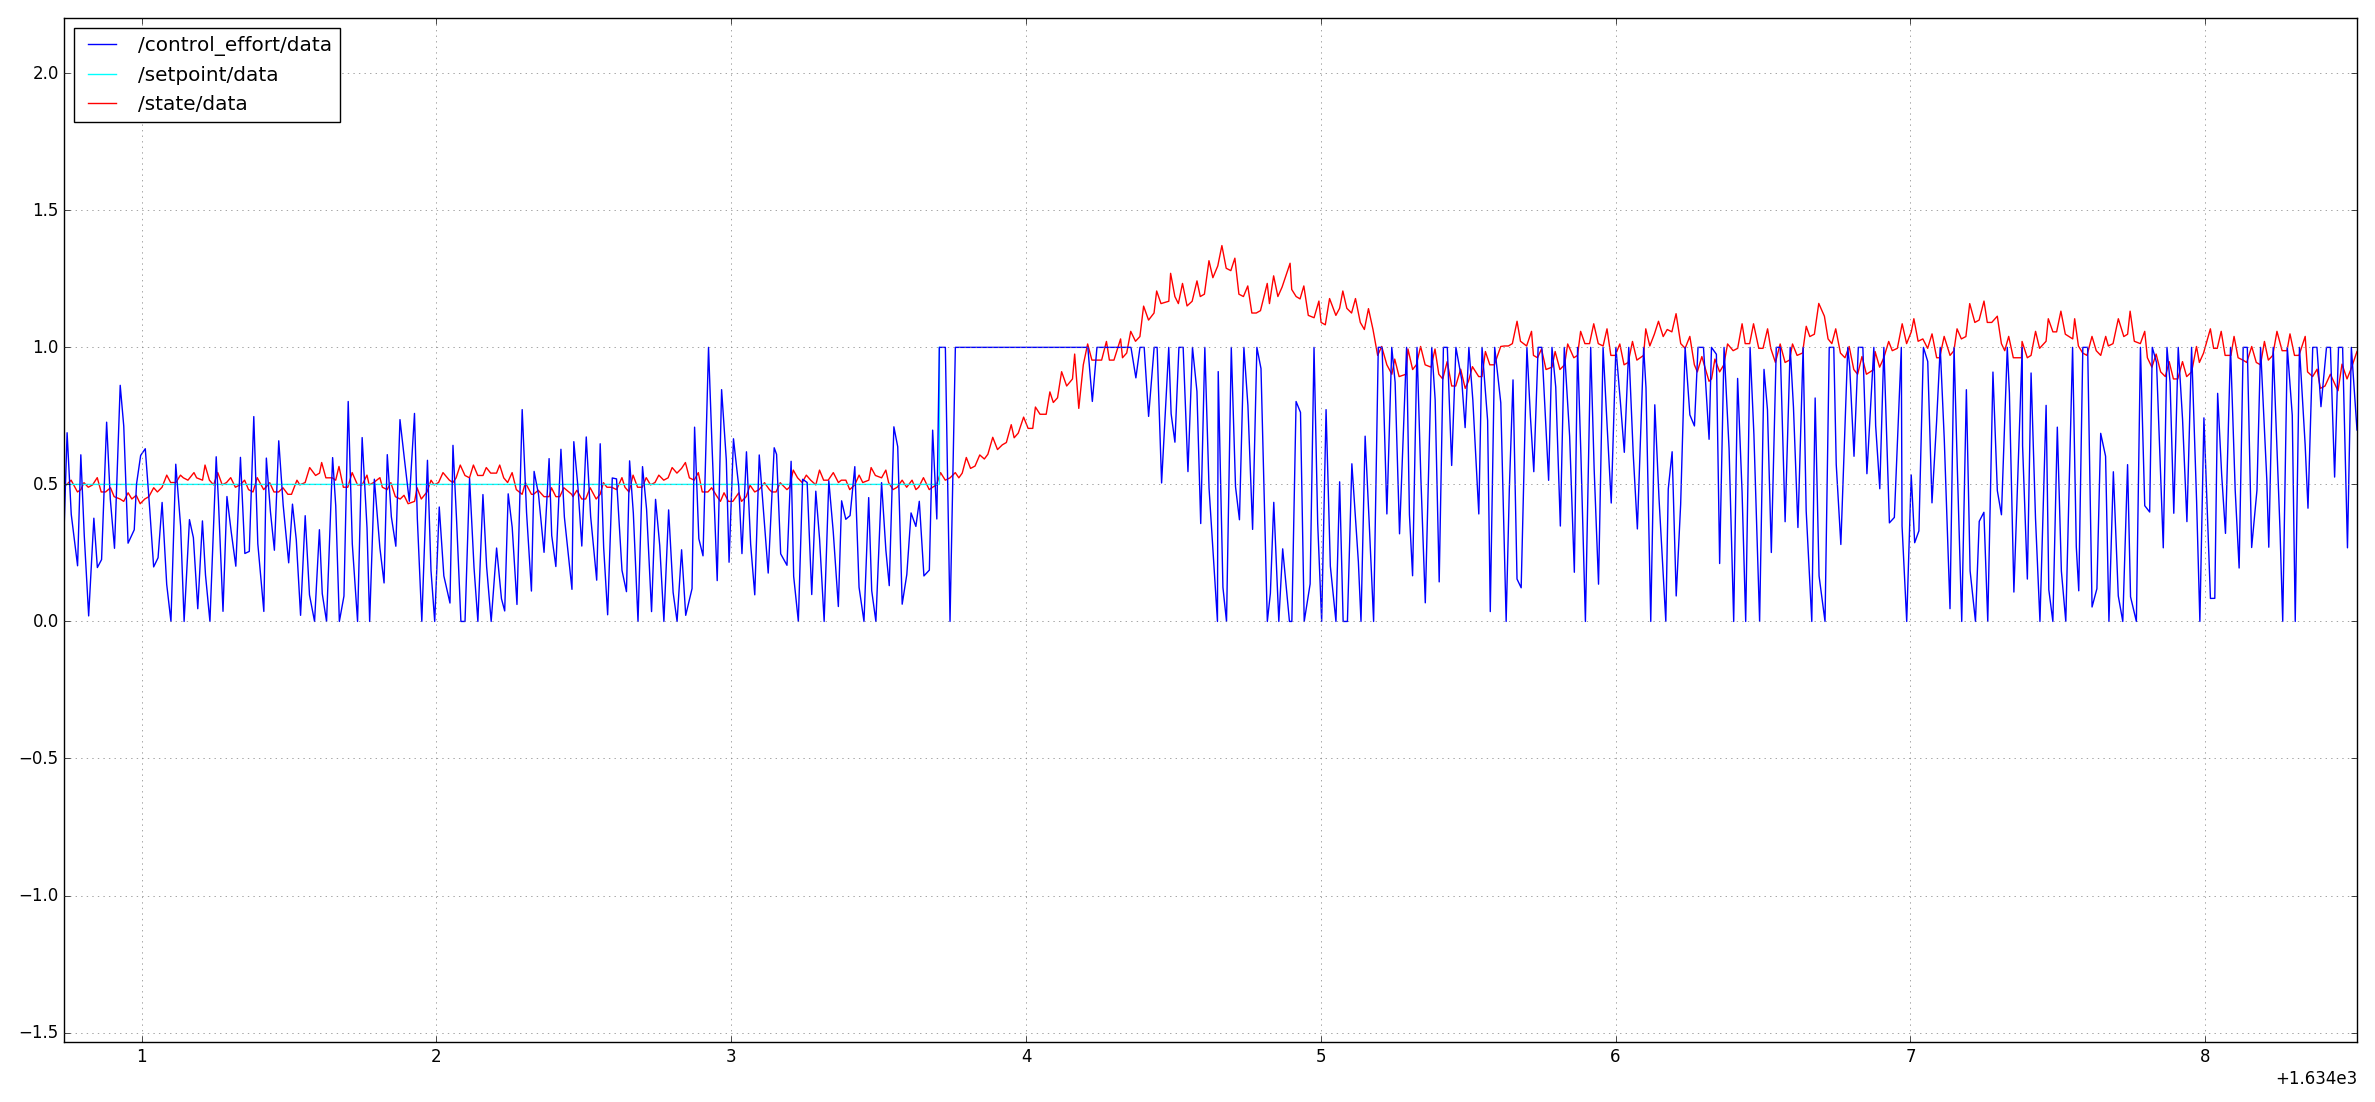 /control_effort/data
/setpoint/data
/state/data
2.0
1.5
1.0
0.5
0.0
−0.5
−1.0
−1.5
1 2 3 4 5 6 7 8
+1.634e3